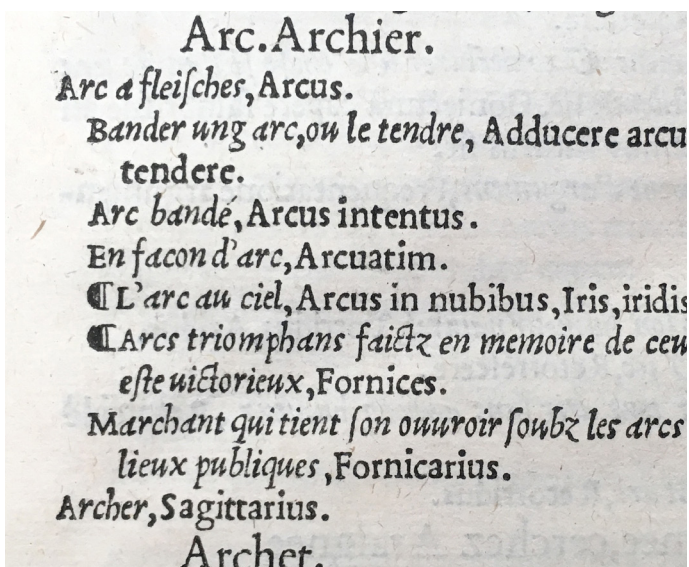 Arc.Archier.
Arc a fleiſches, Arcus.
Bander ung arc,ou le tendre, Adducere arcu
tendere.
Arc bandé, Arcus intentus.
En facon d'arc, Arcuatim.
¶L'arc au ciel, Arcus in nubibus,Iris,iridis
¶Arcs triomphans faictz en memoire de ceu
eſte uictorieux,Fornices.
Marchant qui tient ſon ouuroir ſoubz les arcs
lieux publiques,Fornicarius.
Archer, Sagittarius.
Archet.